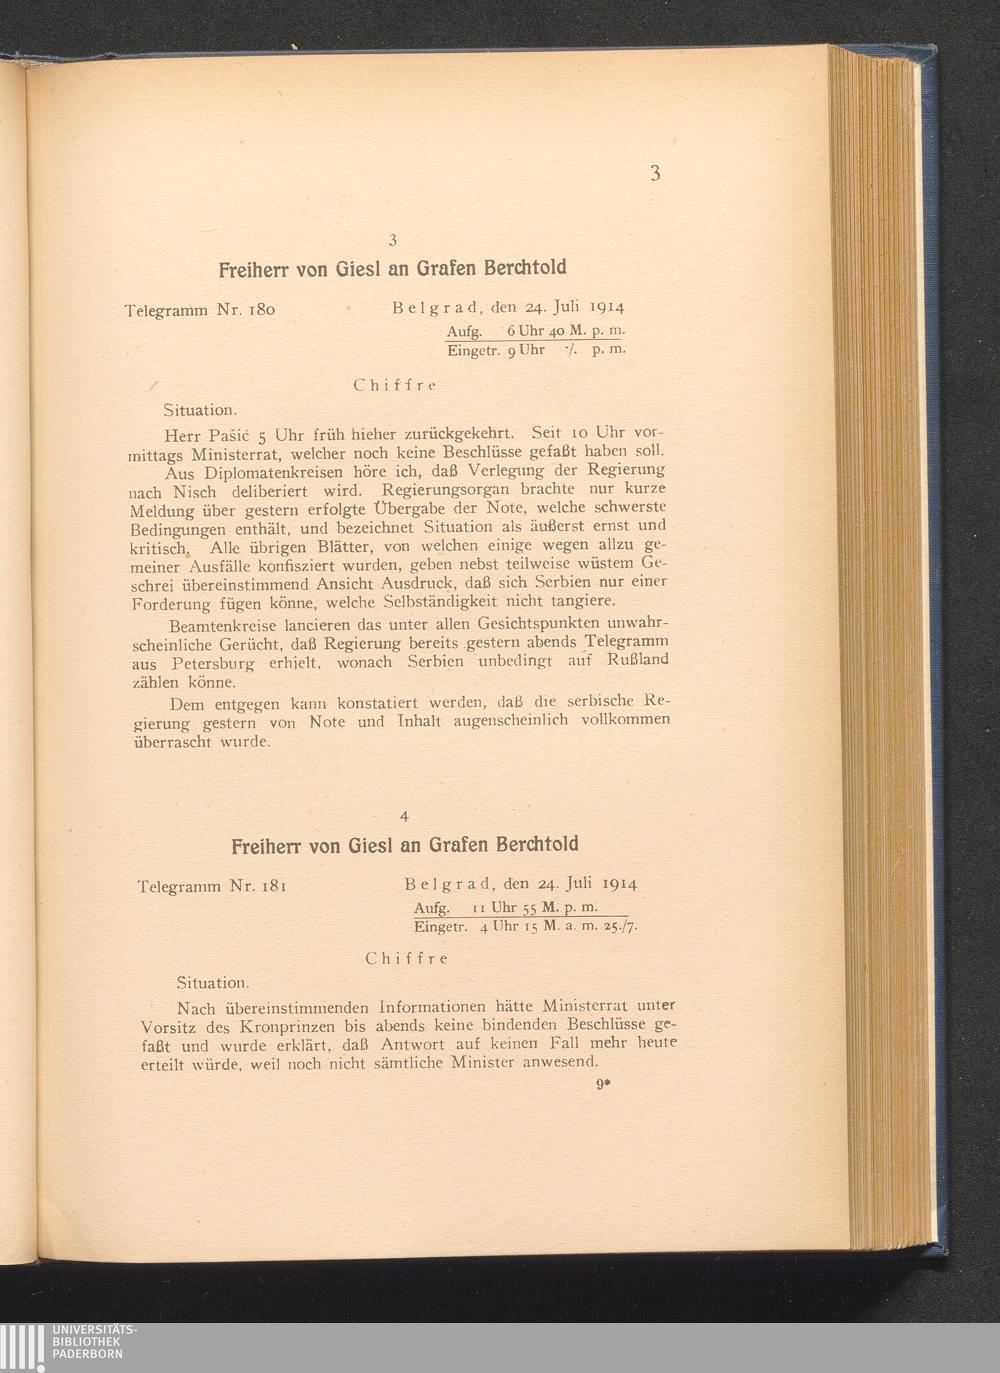 3
3
Freiherr von Giesl an Grafen Berchtold
Telegramm Nr. 180 Belgrad, den 24. Juli 1914
Aufg. 6 Uhr 40 M. p. m.
Eingetr. 9 Uhr ·/. p. m.
Chiffre
Situation.
Herr Pašić 5 Uhr früh hieher zurückgekehrt. Seit 10 Uhr vor-
mittags Ministerrat, welcher noch keine Beschlüsse gefaßt haben soll.
Aus Diplomatenkreisen höre ich, daß Verlegung der Regierung
nach Nisch deliberiert wird. Regierungsorgan brachte nur kurze
Meldung über gestern erfolgte Übergabe der Note, welche schwerste
Bedingungen enthält, und bezeichnet Situation als äußerst ernst und
kritisch. Alle übrigen Blätter, von welchen einige wegen allzu ge-
meiner Ausfälle konfisziert wurden, geben nebst teilweise wüstem Ge-
schrei übereinstimmend Ansicht Ausdruck, daß sich Serbien nur einer
Forderung fügen könne, welche Selbständigkeit nicht tangiere.
Beamtenkreise lancieren das unter allen Gesichtspunkten unwahr-
scheinliche Gerücht, daß Regierung bereits gestern abends Telegramm
aus Petersburg erhielt, wonach Serbien unbedingt auf Rußland
zählen könne.
Dem entgegen kann konstatiert werden, daß die serbische Re-
gierung gestern von Note und Inhalt augenscheinlich vollkommen
überrascht wurde.
4
Freiherr von Giesl an Grafen Berchtold
Telegramm Nr. 181 Belgrad, den 24. Juli 1914
Aufg. 11 Uhr 55 M. p. m.
Eingetr. 4 Uhr 15 M. a. m. 25./7.
Chiffre
Situation.
Nach übereinstimmenden Informationen hätte Ministerrat unter
Vorsitz des Kronprinzen bis abends keine bindenden Beschlüsse ge-
faßt und wurde erklärt, daß Antwort auf keinen Fall mehr heute
erteilt würde, weil noch nicht sämtliche Minister anwesend.
9*
UNIVERSITÄTS-
BIBLIOTHEK
PADERBORN